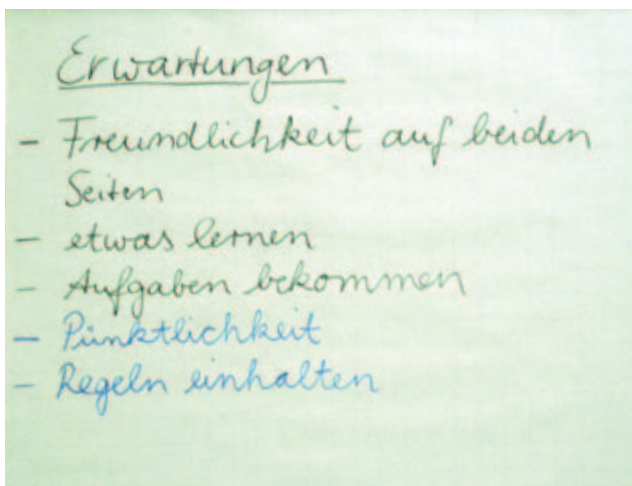 Erwartungen
- Freundlichkeit auf beiden
Seiten
- etwas lernen
- Aufgaben bekommen
- Pünktlichkeit
- Regeln einhalten